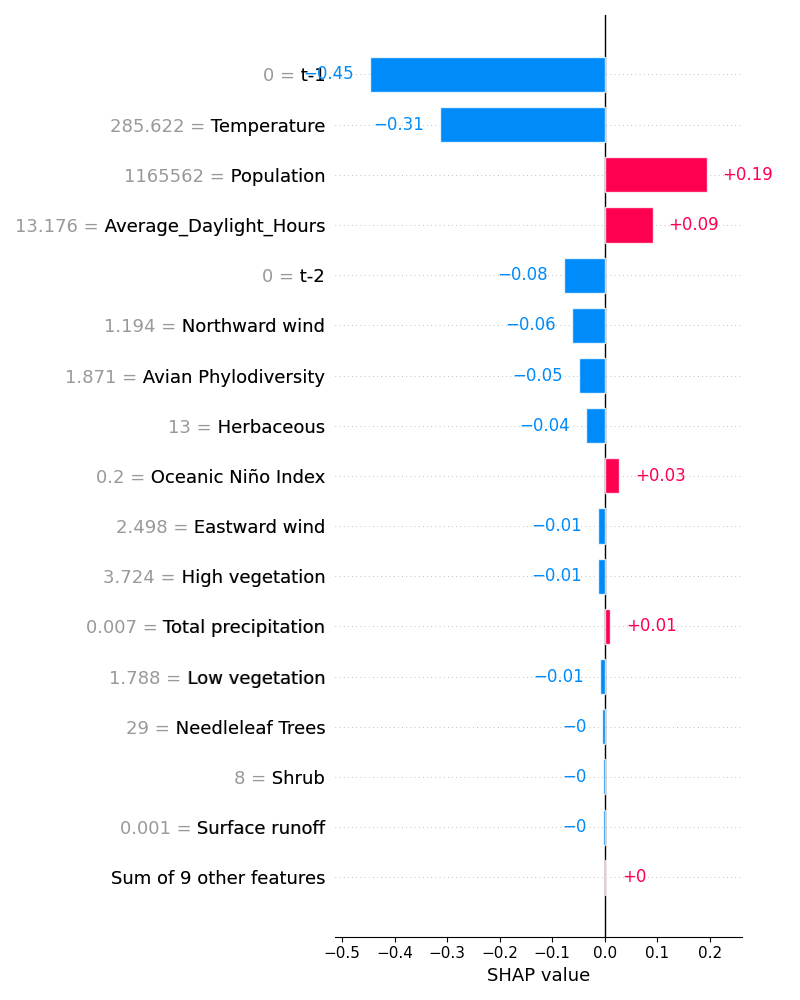 0 = t-1 −0.45
285.622 = Temperature −0.31
1165562 = Population +0.19
13.176 = Average_Daylight_Hours +0.09
0 = t-2 −0.08
1.194 = Northward wind −0.06
1.871 = Avian Phylodiversity −0.05
13 = Herbaceous −0.04
0.2 = Oceanic Niño Index +0.03
2.498 = Eastward wind −0.01
3.724 = High vegetation −0.01
0.007 = Total precipitation +0.01
1.788 = Low vegetation −0.01
29 = Needleleaf Trees −0
8 = Shrub −0
0.001 = Surface runoff −0
Sum of 9 other features +0
−0.5 −0.4 −0.3 −0.2 −0.1 0.0 0.1 0.2
SHAP value